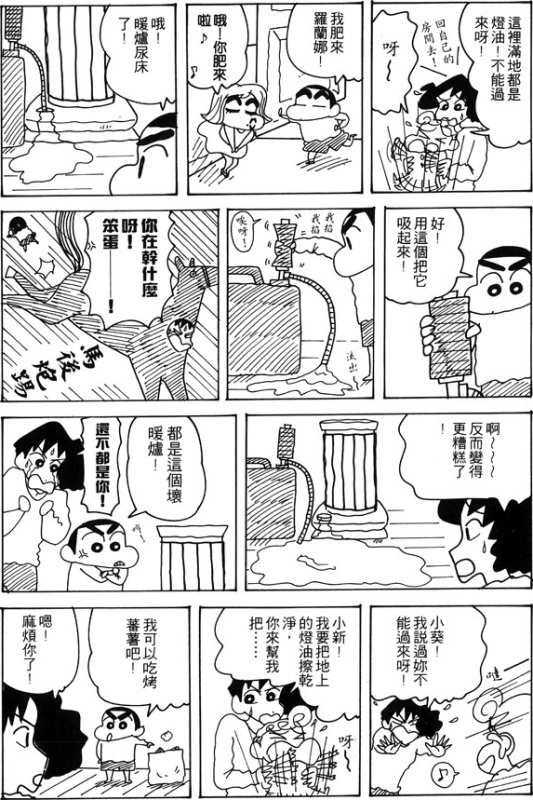 這裡滿地都是
燈油！不能過
來呀！
回自己的
房間去！
呀～
我肥來
羅蘭娜！
哦！你肥來
啦♪
哦！
暖爐尿床
了！
好！
用這個把它
吸起來！
我掐
我掐
唉呀！
流出
你在幹什麼
呀！
笨蛋──！
馬後炮踢
啊～～～
反而變得
更糟糕了
！
都是這個壞
暖爐！
還不都是你！
小葵！
我說過妳不
能過來呀！
噠
♪
小新！
我要把地上
的燈油擦乾
淨，
你來幫我
把……
呀～
我可以吃烤
蕃薯吧！
嗯！
麻煩你了！